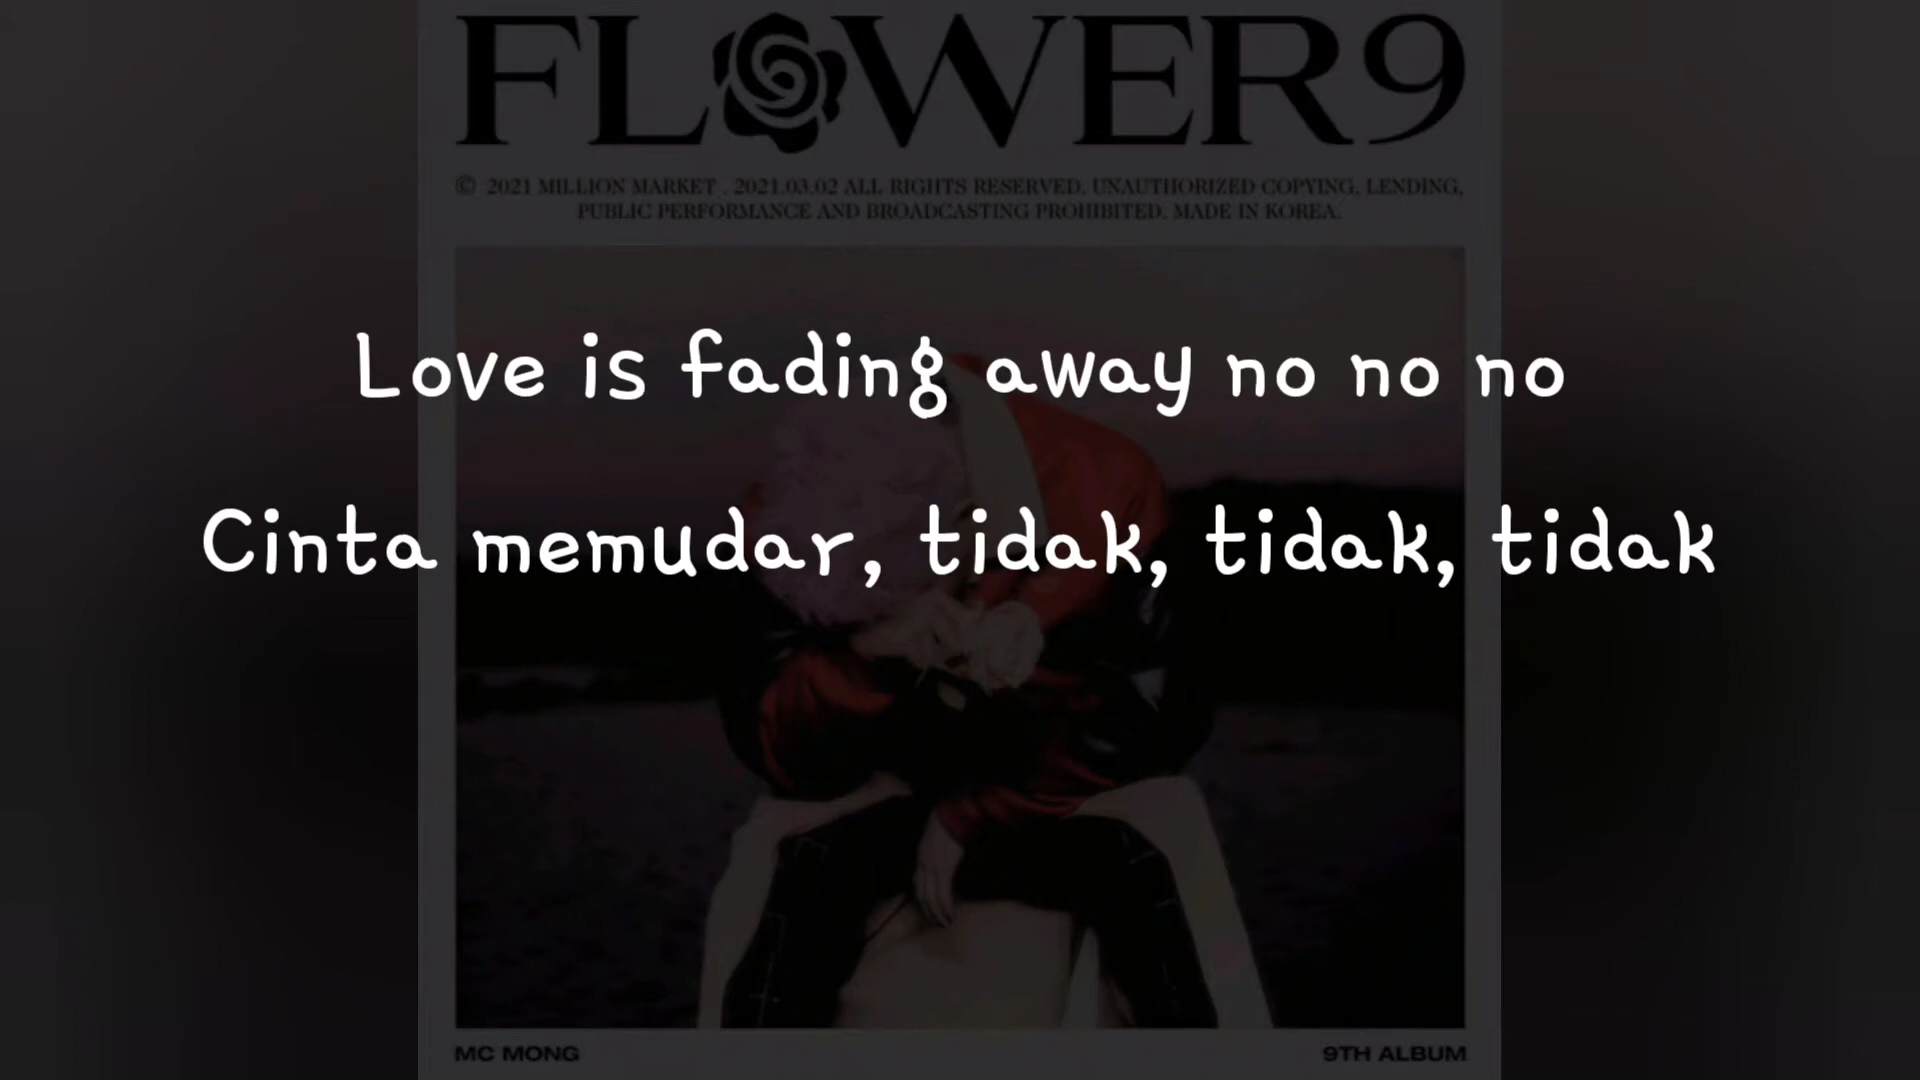 FLOWER9
© 2021 MILLION MARKET . 2021.03.02 ALL RIGHTS RESERVED. UNAUTHORIZED COPYING, LENDING,
PUBLIC PERFORMANCE AND BROADCASTING PROHIBITED. MADE IN KOREA.
Love is fading away no no no
Cinta memudar, tidak, tidak, tidak
MC MONG
9TH ALBUM